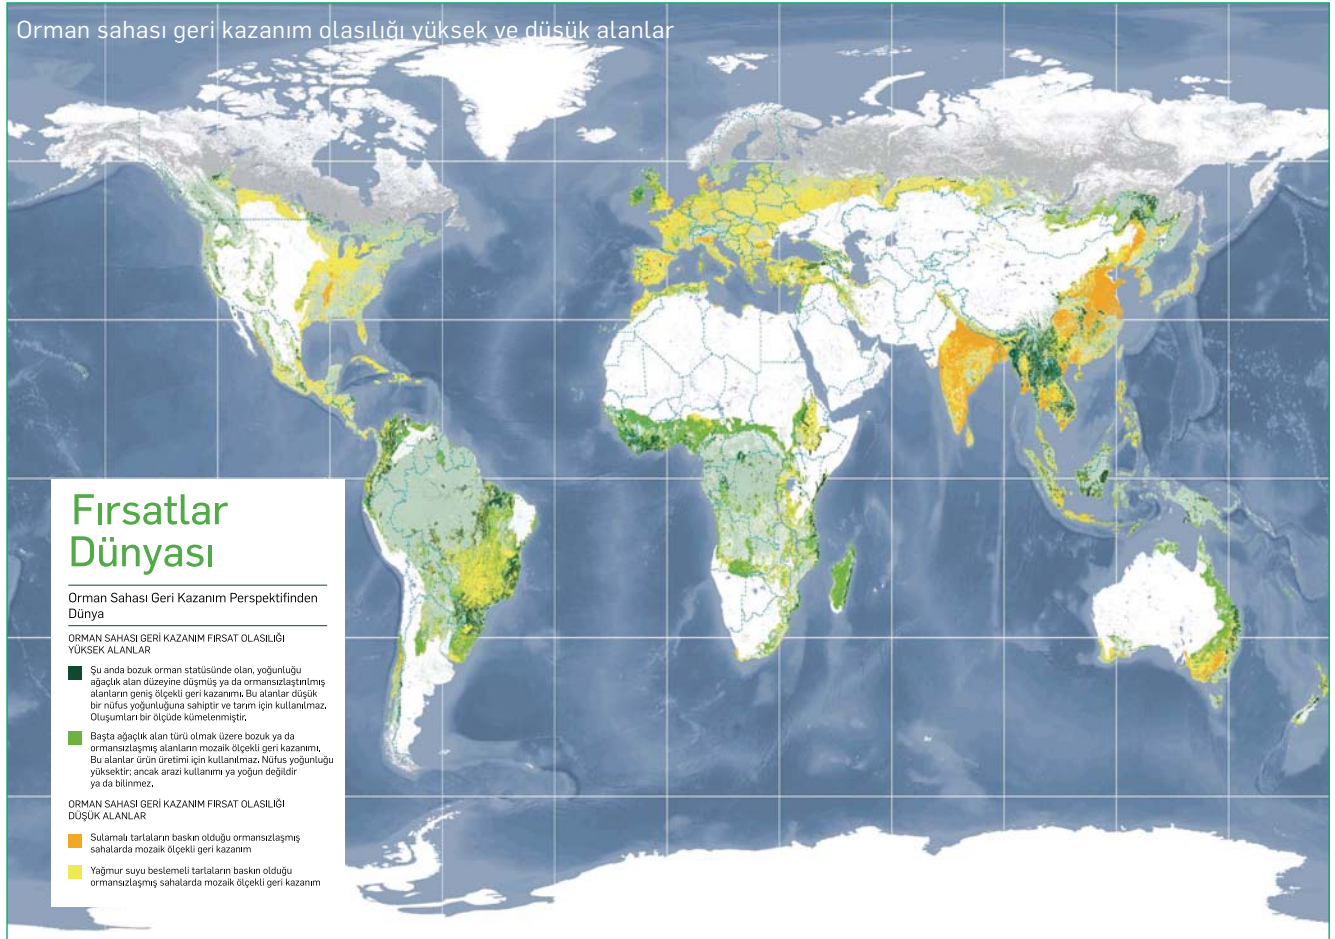 Orman sahası geri kazanım olasılığı yüksek ve düşük alanlar
Fırsatlar
Dünyası
Orman Sahası Geri Kazanım Perspektifinden
Dünya
ORMAN SAHASI GERİ KAZANIM FIRSAT OLASILIĞI
YÜKSEK ALANLAR
Şu anda bozuk orman statüsünde olan, yoğunluğu
ağaçlık alan düzeyine düşmüş ya da ormansızlaştırılmış
alanların geniş ölçekli geri kazanımı. Bu alanlar düşük
bir nüfus yoğunluğuna sahiptir ve tarım için kullanılmaz.
Oluşumları bir ölçüde kümelenmiştir.
Başta ağaçlık alan türü olmak üzere bozuk ya da
ormansızlaşmış alanların mozaik ölçekli geri kazanımı.
Bu alanlar ürün üretimi için kullanılmaz. Nüfus yoğunluğu
yüksektir; ancak arazi kullanımı ya yoğun değildir
ya da bilinmez.
ORMAN SAHASI GERİ KAZANIM FIRSAT OLASILIĞI
DÜŞÜK ALANLAR
Sulamalı tarlaların baskın olduğu ormansızlaşmış
sahalarda mozaik ölçekli geri kazanım
Yağmur suyu beslemeli tarlaların baskın olduğu
ormansızlaşmış sahalarda mozaik ölçekli geri kazanım